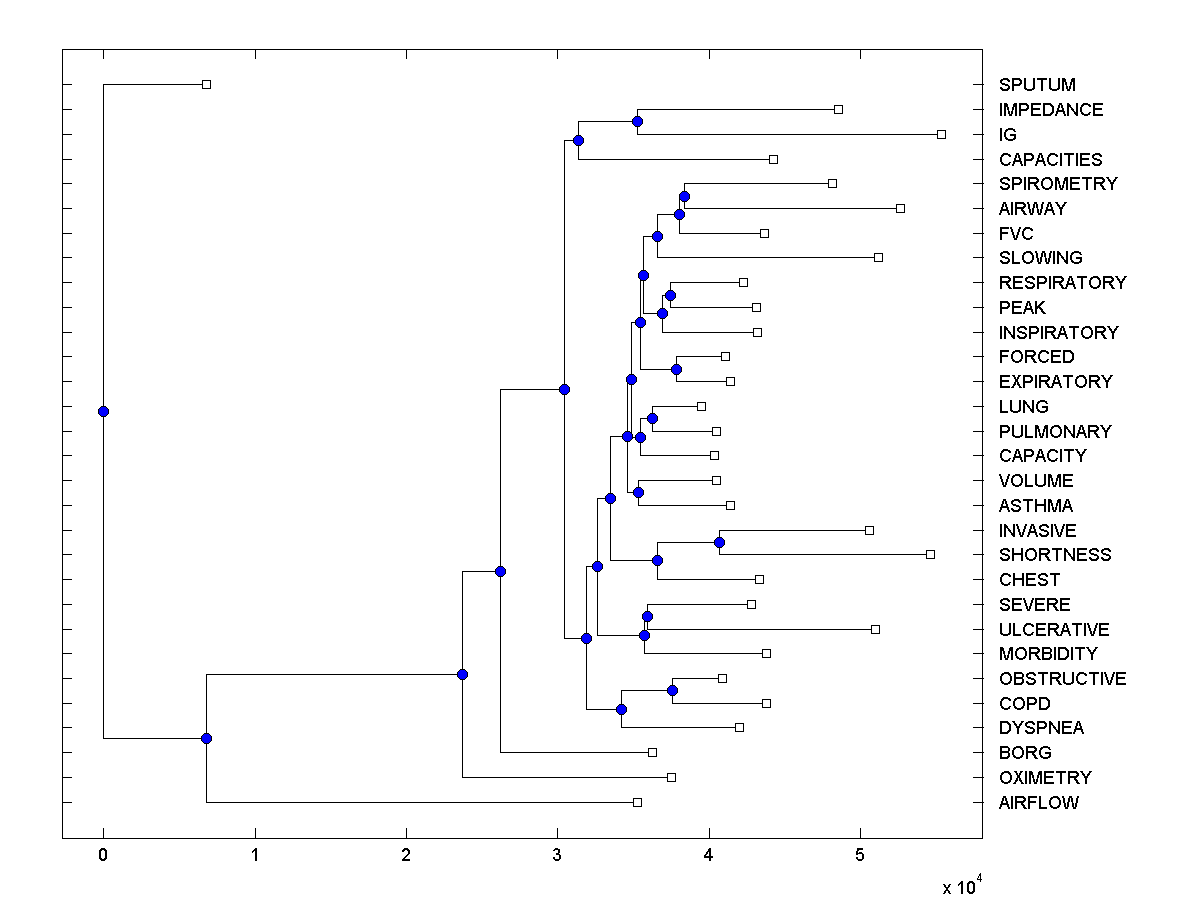 SPUTUM
IMPEDANCE
IG
CAPACITIES
SPIROMETRY
AIRWAY
FVC
SLOWING
RESPIRATORY
PEAK
INSPIRATORY
FORCED
EXPIRATORY
LUNG
PULMONARY
CAPACITY
VOLUME
ASTHMA
INVASIVE
SHORTNESS
CHEST
SEVERE
ULCERATIVE
MORBIDITY
OBSTRUCTIVE
COPD
DYSPNEA
BORG
OXIMETRY
AIRFLOW
0 1 2 3 4 5
x 10^4